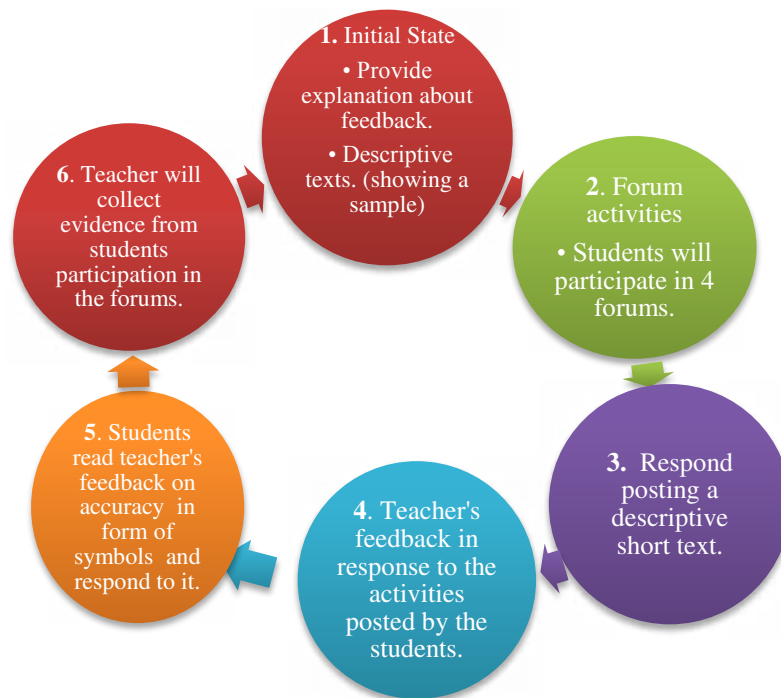 1. Initial State
• Provide
explanation about
feedback.
• Descriptive
texts. (showing a
sample)
2. Forum
activities
• Students will
participate in 4
forums.
3. Respond
posting a
descriptive
short text.
4. Teacher's
feedback in
response to the
activities
posted by the
students.
5. Students
read teacher's
feedback on
accuracy in
form of
symbols and
respond to it.
6. Teacher will
collect
evidence from
students
participation in
the forums.